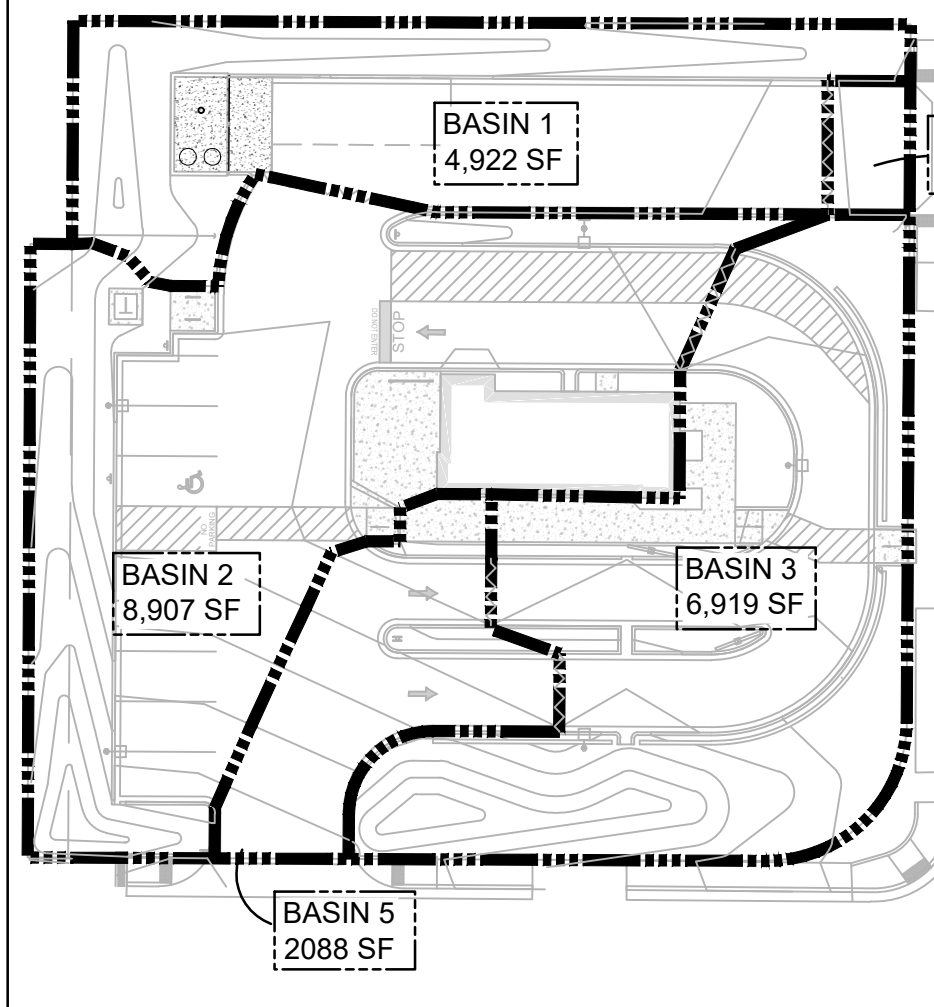 BASIN 1
4,922 SF
DO NOT ENTER
STOP
NO
PARKING
BASIN 2
8,907 SF
BASIN 3
6,919 SF
BASIN 5
2088 SF